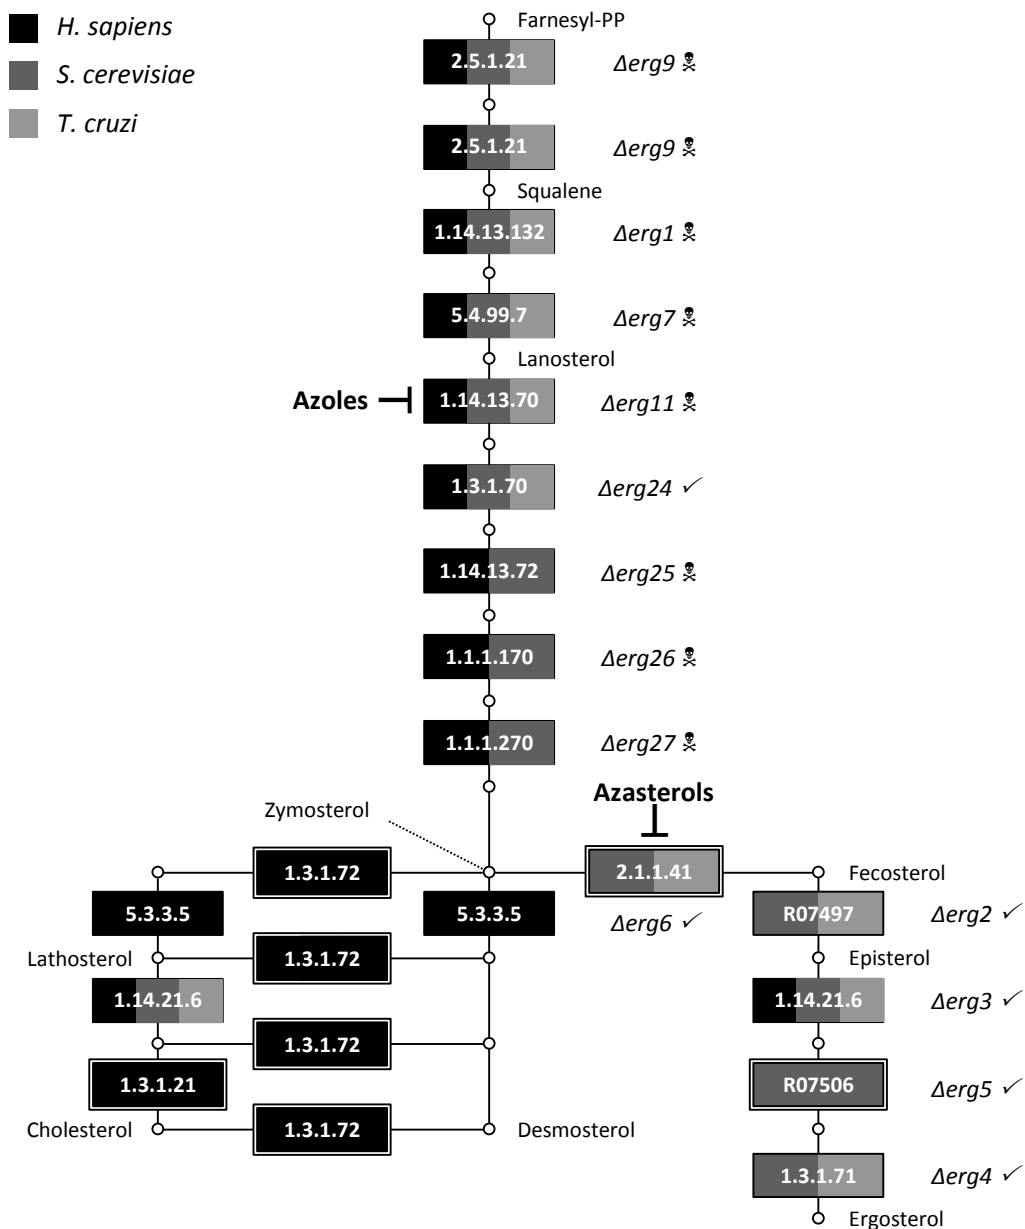 H. sapiens
S. cerevisiae
T. cruzi
Farnesyl-PP
2.5.1.21
Δerg9 ☠
2.5.1.21
Δerg9 ☠
Squalene
1.14.13.132
Δerg1 ☠
5.4.99.7
Δerg7 ☠
Lanosterol
Azoles
1.14.13.70
Δerg11 ☠
1.3.1.70
Δerg24 ✓
1.14.13.72
Δerg25 ☠
1.1.1.170
Δerg26 ☠
1.1.1.270
Δerg27 ☠
Azasterols
Zymosterol
1.3.1.72
2.1.1.41
Fecosterol
5.3.3.5
5.3.3.5
Δerg6 ✓
R07497
Δerg2 ✓
Lathosterol
1.3.1.72
Episterol
1.14.21.6
1.14.21.6
Δerg3 ✓
1.3.1.72
1.3.1.21
R07506
Δerg5 ✓
Cholesterol
1.3.1.72
Desmosterol
1.3.1.71
Δerg4 ✓
Ergosterol